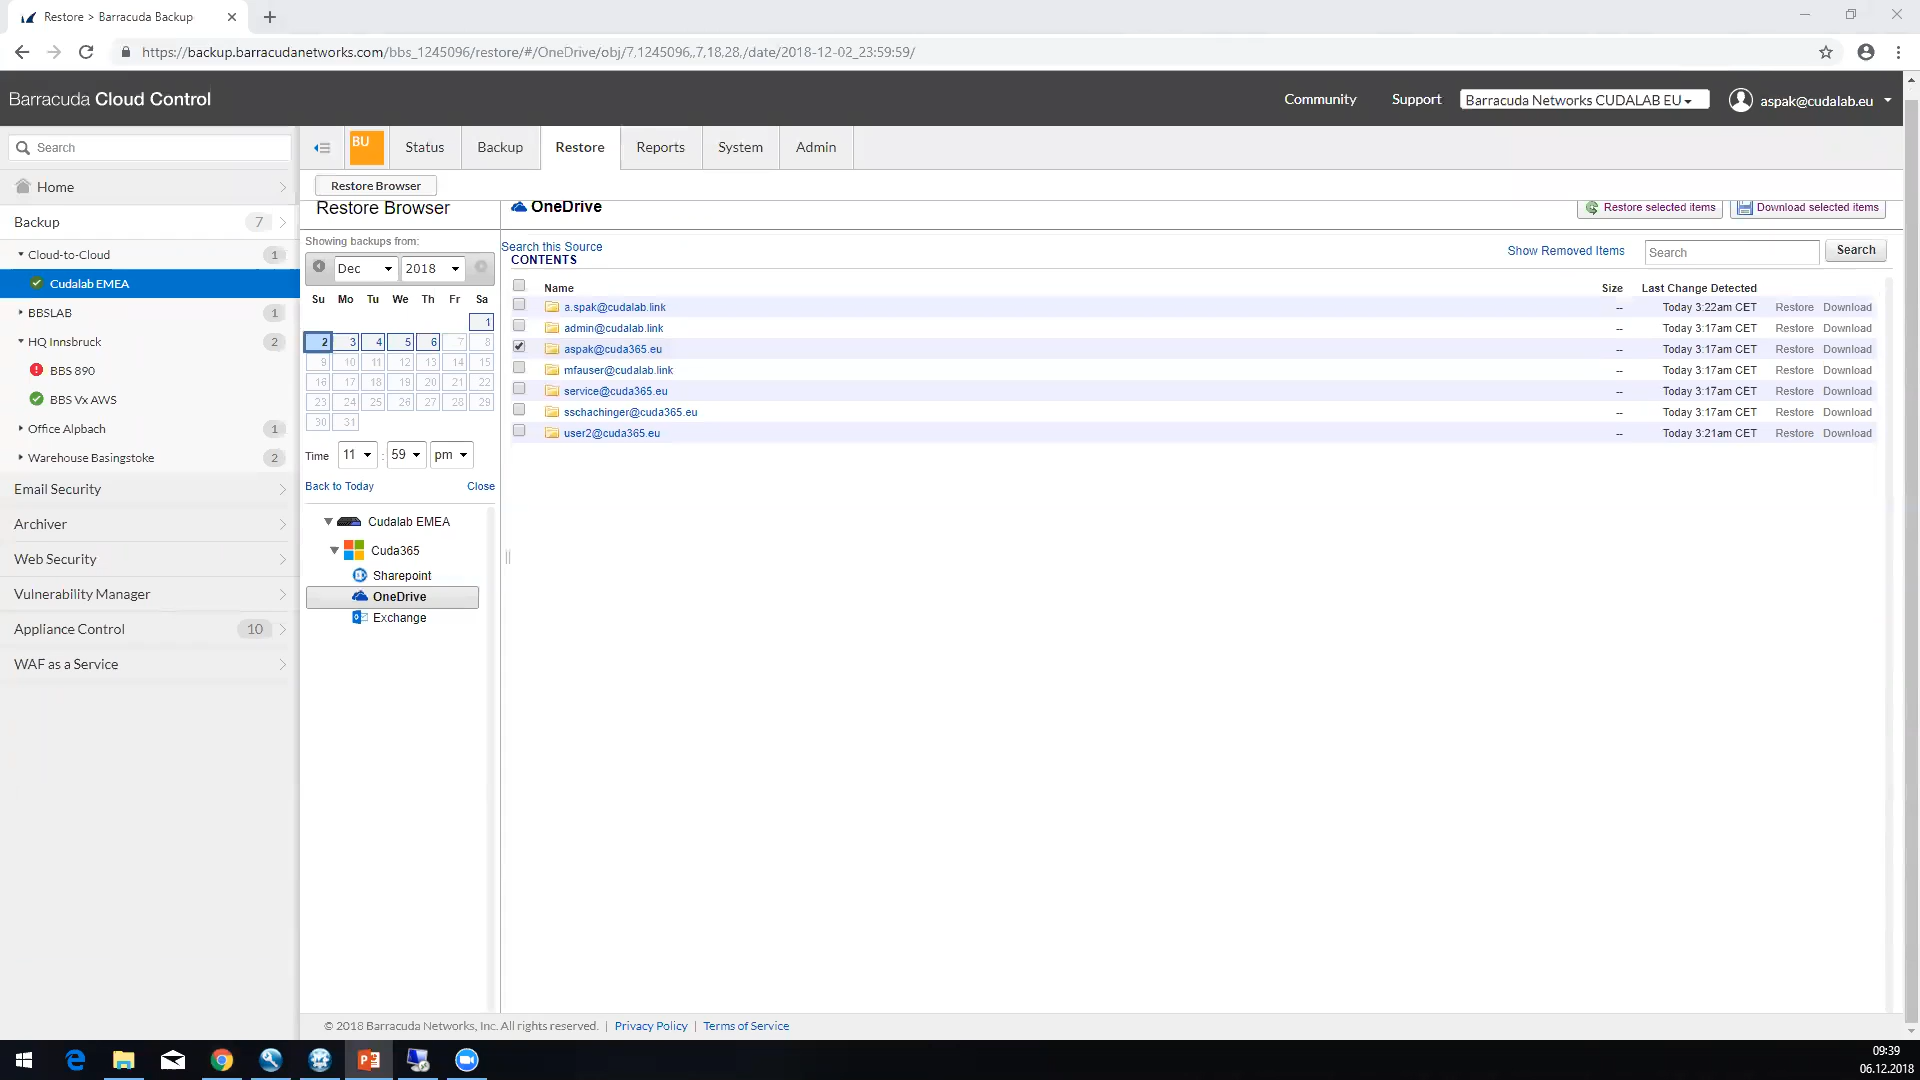 Restore > Barracuda Backup
https://backup.barracudanetworks.com/bbs_1245096/restore/#/OneDrive/obj/7,1245096,,7,18,28,/date/2018-12-02_23:59:59/
Barracuda Cloud Control
Community
Support
Barracuda Networks CUDALAB EU
aspak@cudalab.eu
Search
BU
Status
Backup
Restore
Reports
System
Admin
Home
Backup
7
Cloud-to-Cloud
1
Cudalab EMEA
BBSLAB
1
HQ Innsbruck
2
BBS 890
BBS Vx AWS
Office Alpbach
1
Warehouse Basingstoke
2
Email Security
Archiver
Web Security
Vulnerability Manager
Appliance Control
10
WAF as a Service
Restore Browser
Restore Browser
Showing backups from:
Dec 2018
Su Mo Tu We Th Fr Sa
1
2 3 4 5 6 7 8
9 10 11 12 13 14 15
16 17 18 19 20 21 22
23 24 25 26 27 28 29
30 31
Time 11 : 59 pm
Back to Today Close
Cudalab EMEA
Cuda365
Sharepoint
OneDrive
Exchange
OneDrive
Restore selected items
Download selected items
Search this Source
CONTENTS
Show Removed Items
Search
Search
Name Size Last Change Detected
a.spak@cudalab.link -- Today 3:22am CET Restore Download
admin@cudalab.link -- Today 3:17am CET Restore Download
aspak@cuda365.eu -- Today 3:17am CET Restore Download
mfauser@cudalab.link -- Today 3:17am CET Restore Download
service@cuda365.eu -- Today 3:17am CET Restore Download
sschachinger@cuda365.eu -- Today 3:17am CET Restore Download
user2@cuda365.eu -- Today 3:21am CET Restore Download
© 2018 Barracuda Networks, Inc. All rights reserved. | Privacy Policy | Terms of Service
09:39
06.12.2018